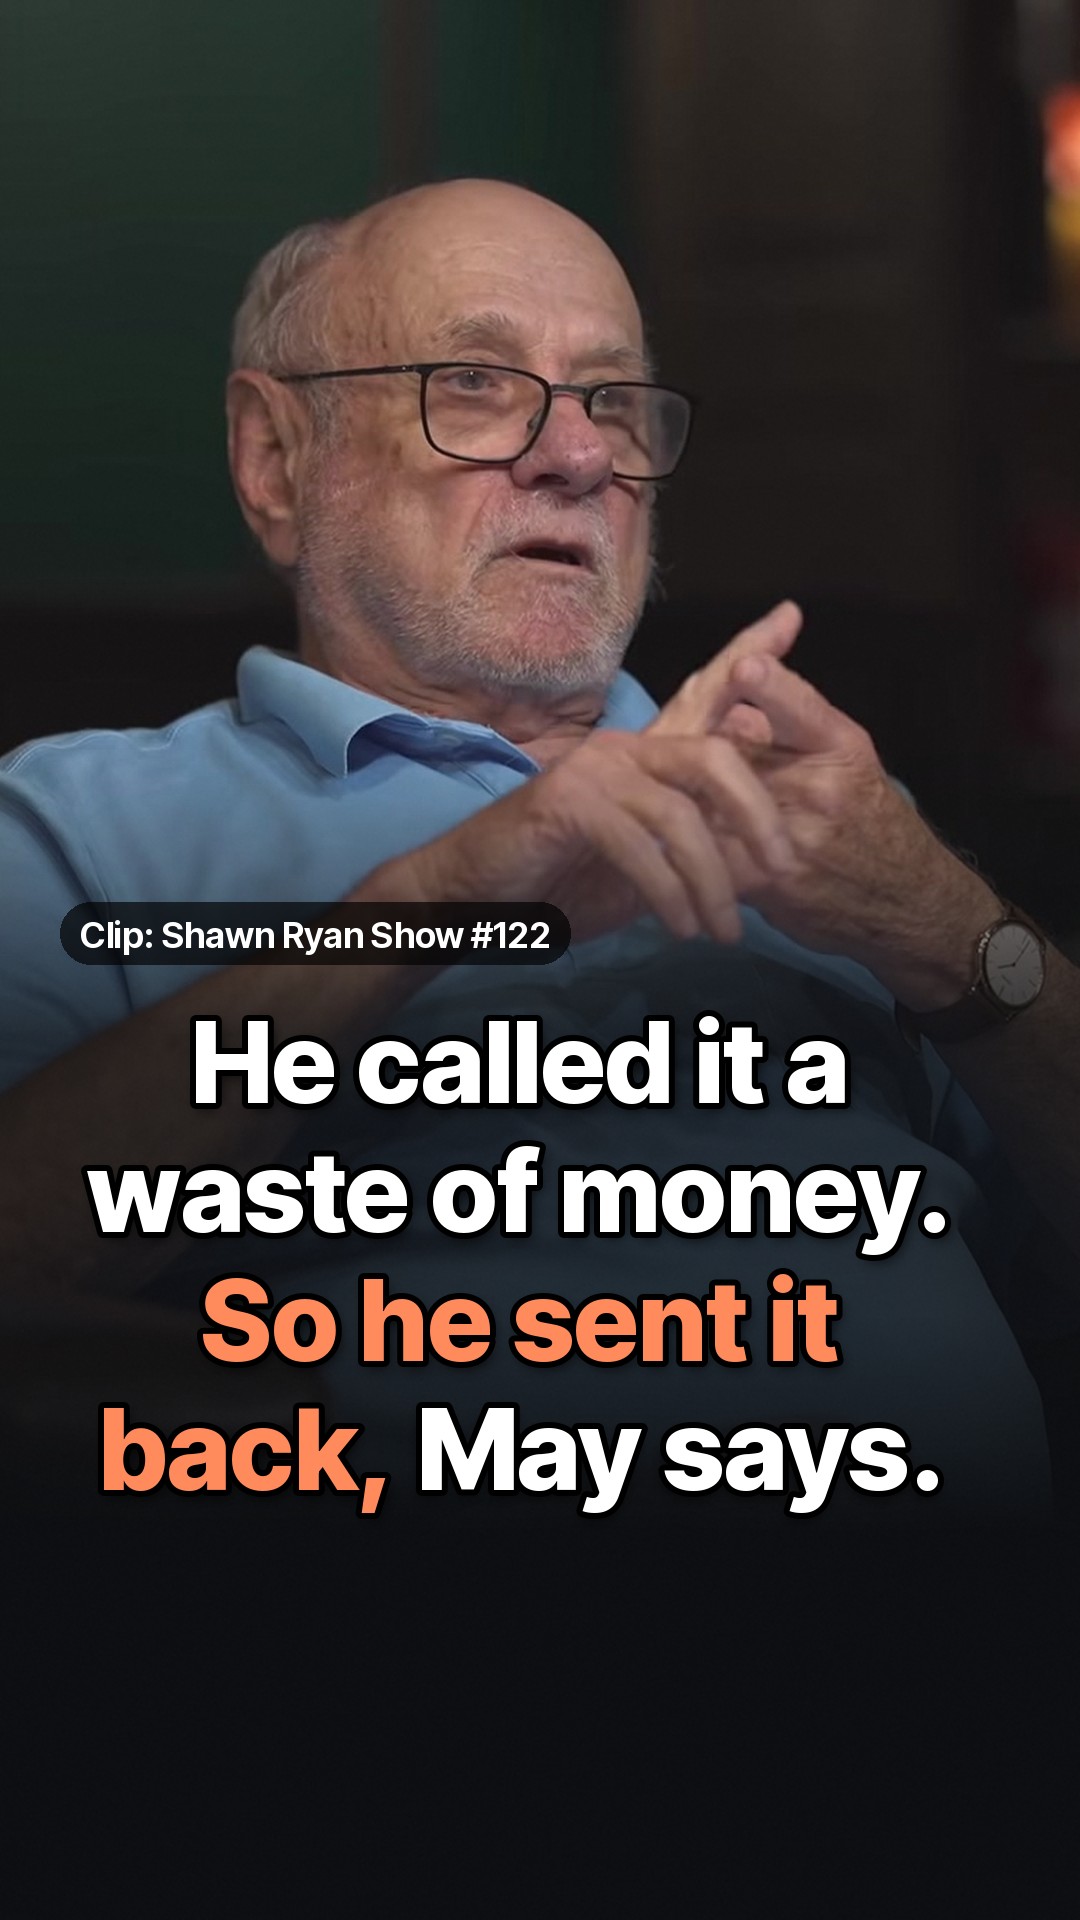 Clip: Shawn Ryan Show #122
He called it a
waste of money.
So he sent it
back, May says.